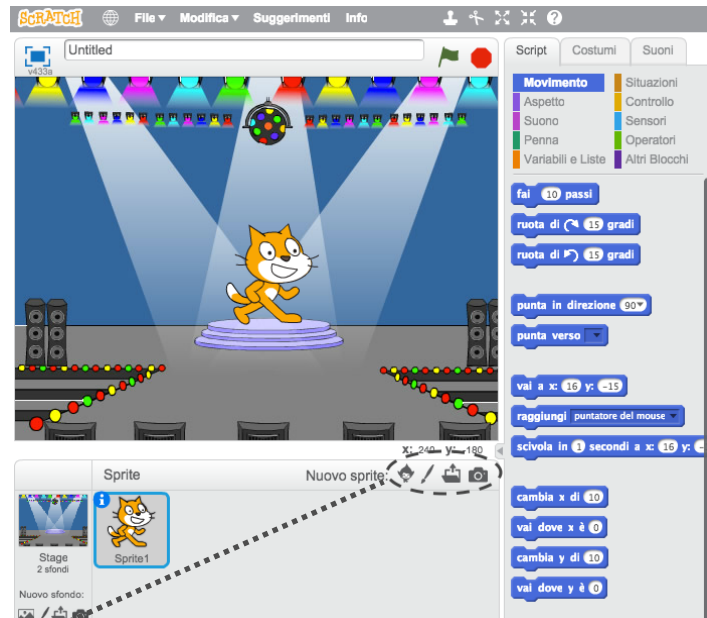 SCRATCH File Modifica Suggerimenti Info
Untitled
v433a
Script Costumi Suoni
Movimento Situazioni
Aspetto Controllo
Suono Sensori
Penna Operatori
Variabili e Liste Altri Blocchi
fai 10 passi
ruota di 15 gradi
ruota di 15 gradi
punta in direzione 90
punta verso
vai a x: 16 y: -15
raggiungi puntatore del mouse
scivola in 1 secondi a x: 16 y:
cambia x di 10
vai dove x è 0
cambia y di 10
vai dove y è 0
x: 240 y: -180
Sprite Nuovo sprite:
Stage
2 sfondi
Nuovo sfondo:
Sprite1